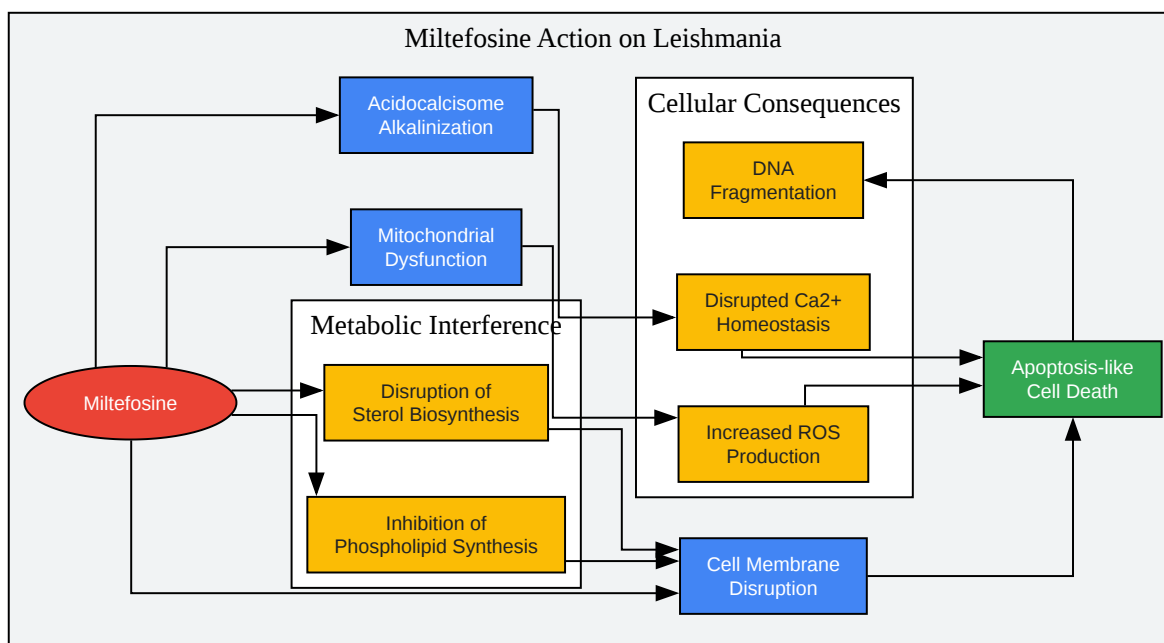 Miltefosine Action on Leishmania
Acidocalcisome
Alkalinization
Cellular Consequences
DNA
Fragmentation
Mitochondrial
Dysfunction
Disrupted Ca2+
Homeostasis
Metabolic Interference
Apoptosis-like
Cell Death
Miltefosine
Disruption of
Sterol Biosynthesis
Increased ROS
Production
Inhibition of
Phospholipid Synthesis
Cell Membrane
Disruption